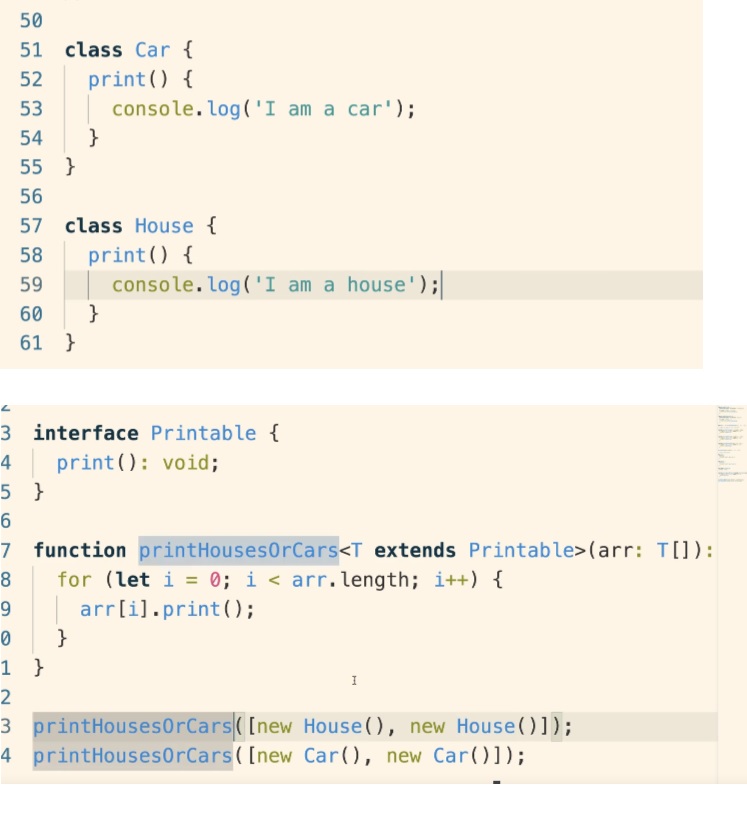 50
51 class Car {
52 print() {
53 console.log('I am a car');
54 }
55 }
56
57 class House {
58 print() {
59 console.log('I am a house');
60 }
61 }
2
3 interface Printable {
4 print(): void;
5 }
6
7 function printHousesOrCars<T extends Printable>(arr: T[]):
8 for (let i = 0; i < arr.length; i++) {
9 arr[i].print();
0 }
1 }
2
3 printHousesOrCars([new House(), new House()]);
4 printHousesOrCars([new Car(), new Car()]);